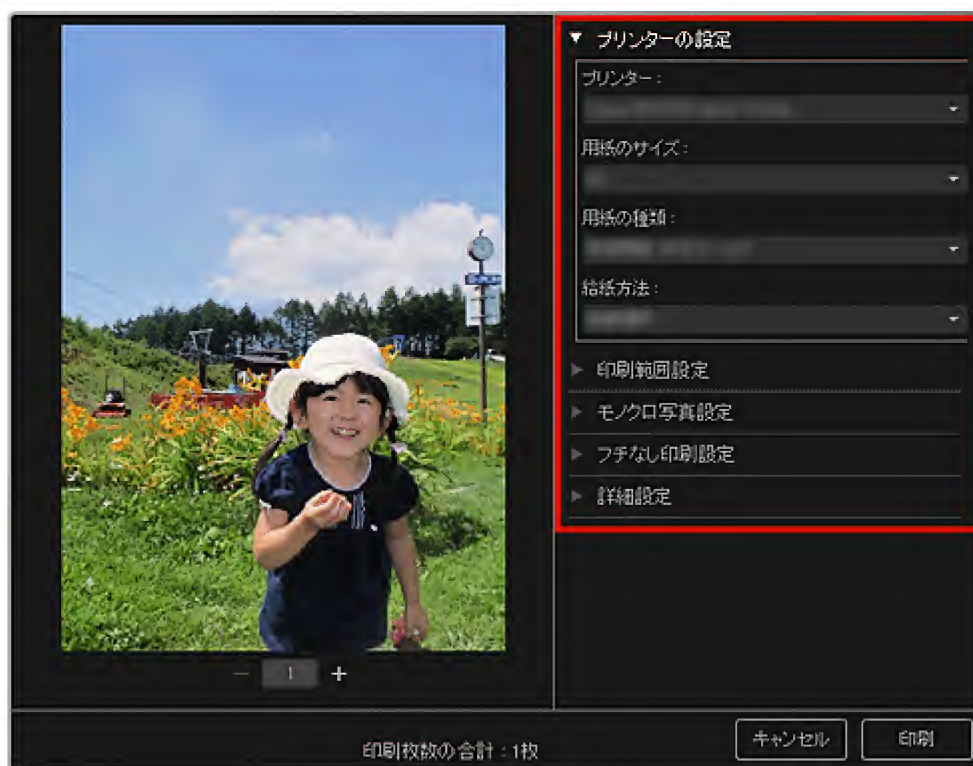 プリンターの設定
プリンター：
用紙のサイズ：
用紙の種類：
給紙方法：
印刷範囲設定
モノクロ写真設定
フチなし印刷設定
詳細設定
1
印刷枚数の合計：1枚
キャンセル
印刷